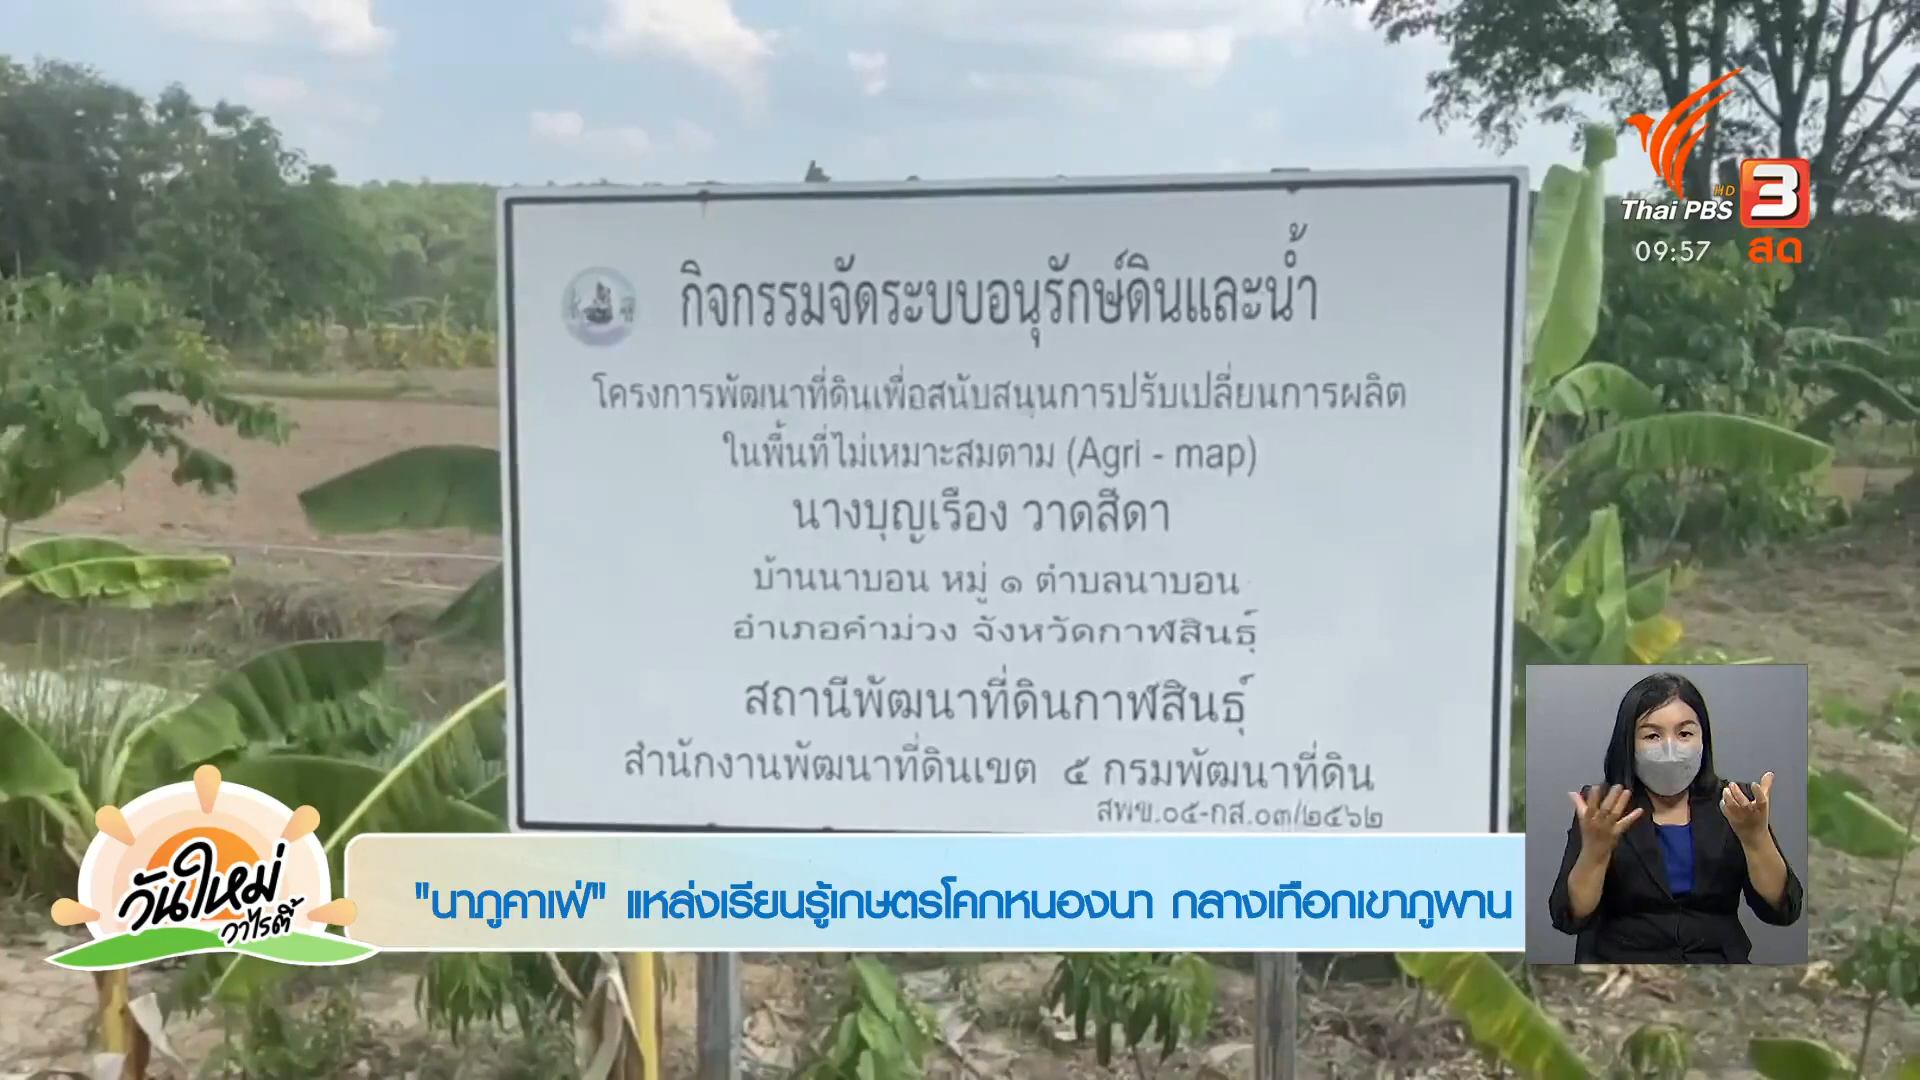 Thai PBS HD 3
09:57 สด
กิจกรรมจัดระบบอนุรักษ์ดินและน้ำ
โครงการพัฒนาที่ดินเพื่อสนับสนุนการปรับเปลี่ยนการผลิต
ในพื้นที่ไม่เหมาะสมตาม (Agri - map)
นางบุญเรือง วาดสีดา
บ้านนาบอน หมู่ ๑ ตำบลนาบอน
อำเภอคำม่วง จังหวัดกาฬสินธุ์
สถานีพัฒนาที่ดินกาฬสินธุ์
สำนักงานพัฒนาที่ดินเขต ๕ กรมพัฒนาที่ดิน
สพข.๐๕-กส.๐๓/๒๕๖๒
วันใหม่
วาไรตี้
"นาภูคาเฟ่" แหล่งเรียนรู้เกษตรโคกหนองนา กลางเทือกเขาภูพาน